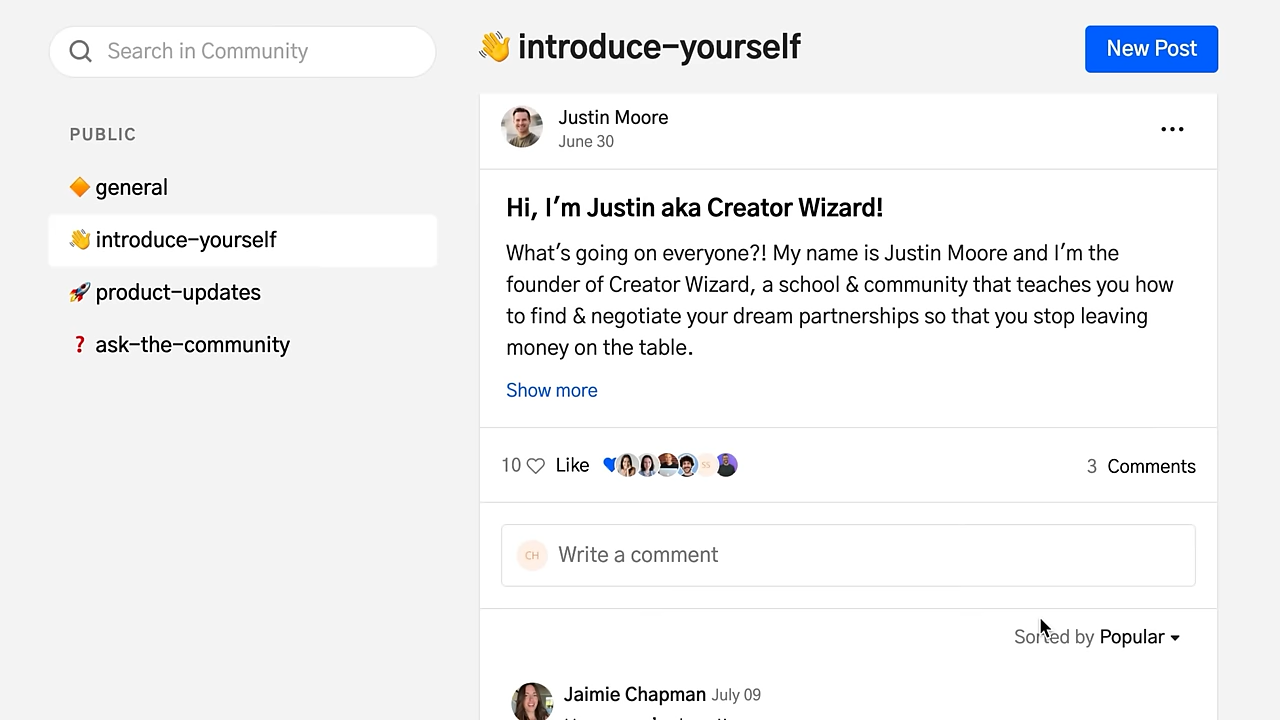 Search in Community
PUBLIC
general
introduce-yourself
product-updates
ask-the-community
introduce-yourself
New Post
Justin Moore
June 30
Hi, I'm Justin aka Creator Wizard!
What's going on everyone?! My name is Justin Moore and I'm the
founder of Creator Wizard, a school & community that teaches you how
to find & negotiate your dream partnerships so that you stop leaving
money on the table.
Show more
10 Like
SS
3 Comments
CH
Write a comment
Sorted by Popular
Jaimie Chapman July 09